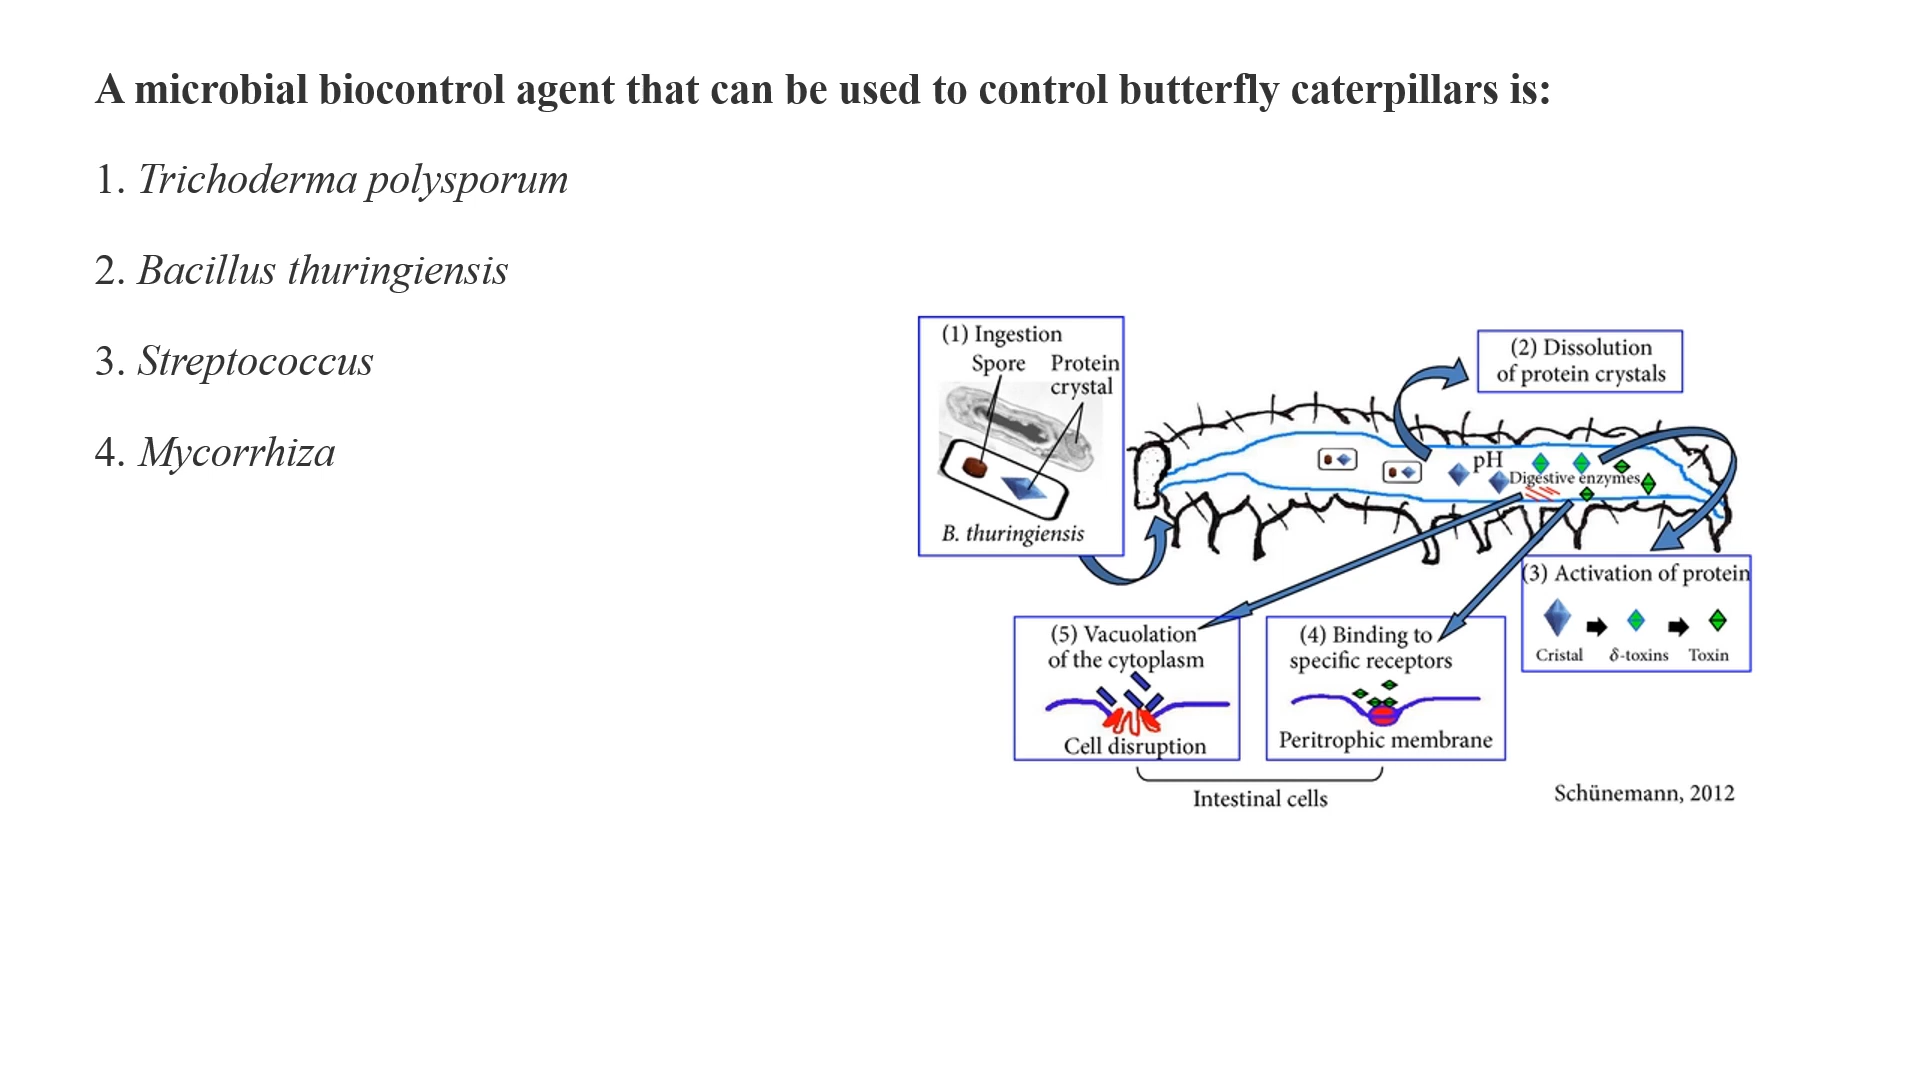 A microbial biocontrol agent that can be used to control butterfly caterpillars is:
1. Trichoderma polysporum
2. Bacillus thuringiensis
3. Streptococcus
4. Mycorrhiza
(1) Ingestion
Spore Protein
crystal
B. thuringiensis
(2) Dissolution
of protein crystals
pH
Digestive enzymes
(3) Activation of protein
Cristal δ-toxins Toxin
(5) Vacuolation
of the cytoplasm
Cell disruption
(4) Binding to
specific receptors
Peritrophic membrane
Intestinal cells
Schünemann, 2012